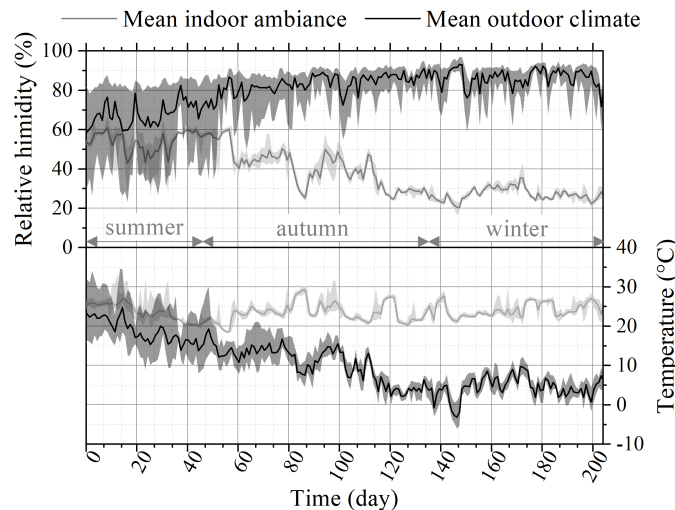 Mean indoor ambiance Mean outdoor climate
100
80
60
40
20
0
Relative himidity (%)
summer autumn winter
40
30
20
10
0
-10
Temperature (°C)
0 20 40 60 80 100 120 140 160 180 200
Time (day)